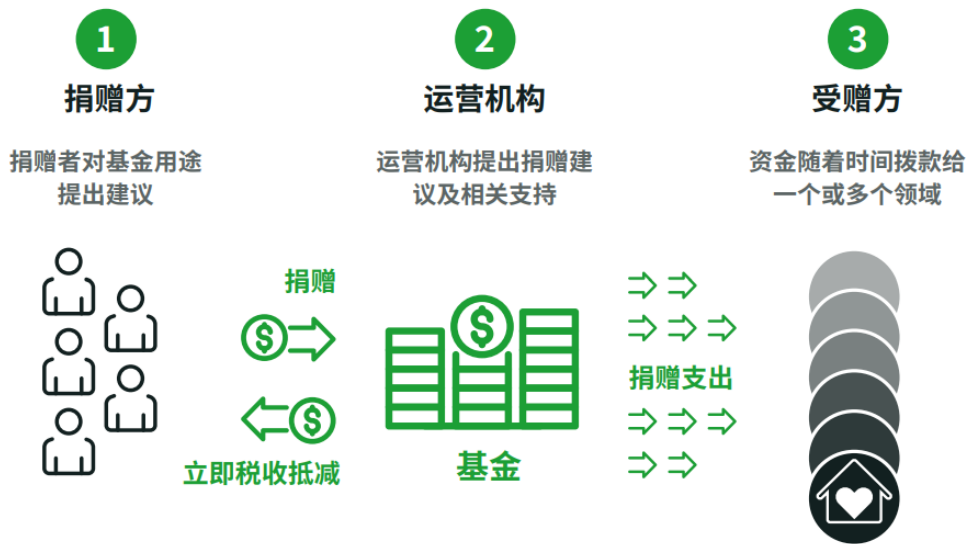 1
捐赠方
捐赠者对基金用途
提出建议
2
运营机构
运营机构提出捐赠建
议及相关支持
3
受赠方
资金随着时间拨款给
一个或多个领域
捐赠
$
$
立即税收抵减
$
基金
捐赠支出